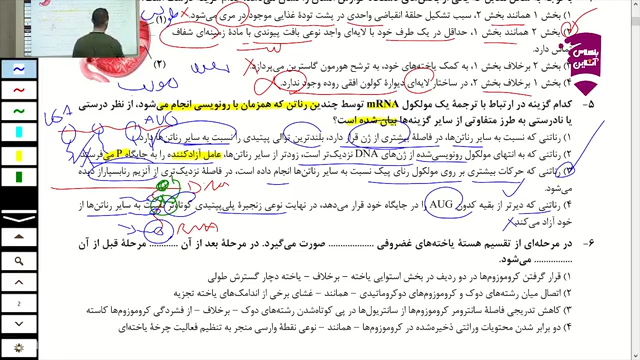 ۱) بخش ۱ همانند بخش ۲، سبب تشکیل حلقهٔ انقباضی واحدی در پشت تودهٔ غذایی موجود در مری می‌شود.
۲) بخش ۲ همانند بخش ۱، حداقل در یک طرف خود با لایه‌ای واجد نوعی بافت پیوندی با مادهٔ زمینه‌ای شفاف
تماس دارد.
۳) بخش ۲ برخلاف بخش ۱، به کمک یاخته‌های خود، به ترشح هورمون گاسترین می‌پردازد.
۴) بخش ۱ برخلاف بخش ۲، در ساختار لایه‌ای دیوارهٔ کولون افقی روده وجود ندارد.
(۱)
(۲)
۵- کدام گزینه در ارتباط با ترجمهٔ یک مولکول mRNA توسط چندین رناتن که همزمان با رونویسی انجام می‌شود، از نظر درستی
یا نادرستی به طرز متفاوتی از سایر گزینه‌ها بیان شده است؟
۱) رناتنی که نسبت به سایر رناتن‌ها، در فاصلهٔ بیشتری از ژن قرار دارد، بلندترین توالی پپتیدی را نسبت به سایر رناتن‌ها دارد.
۲) رناتنی که به انتهای مولکول رونویسی‌شده از ژن‌های DNA نزدیک‌تر است، زودتر از سایر رناتن‌ها، عامل آزادکننده را به جایگاه P می‌فرستد.
۳) رناتنی که حرکات بیشتری بر روی مولکول رنای پیک نسبت به سایر رناتن‌ها انجام داده است، در فاصلهٔ نزدیک‌تری از آنزیم رنابسپاراز دیده
می‌شود.
۴) رناتنی که دیرتر از بقیه کدون AUG را در جایگاه خود قرار می‌دهد، در نهایت نوعی زنجیرهٔ پلی‌پپتیدی کوتاه‌تر نسبت به سایر رناتن‌ها از
خود آزاد می‌کند.
AUG
DNA
RNA
۶- در مرحله‌ای از تقسیم هستهٔ یاخته‌های غضروفی .................... صورت می‌گیرد. در مرحلهٔ بعد از آن ............... مرحلهٔ قبل از آن
................ می‌شود.
۱) قرار گرفتن کروموزوم‌ها در دو ردیف در بخش استوایی یاخته – برخلاف – یاخته دچار گسترش طولی
۲) اتصال میان رشته‌های دوک و کروموزوم‌های دوکروماتیدی – همانند – غشای برخی از اندامک‌های یاخته تجزیه
۳) کاهش تدریجی فاصلهٔ سانترومر کروموزوم‌ها از سانتریول‌ها در پی کوتاه‌شدن رشته‌های دوک – برخلاف – از فشردگی کروموزوم‌ها کاسته
۴) دو برابر شدن محتویات وراثتی ذخیره‌شده در کروموزوم‌ها – همانند – نوعی نقطهٔ وارسی منجر به تنظیم فعالیت چرخهٔ یاخته‌ای
آنلاین